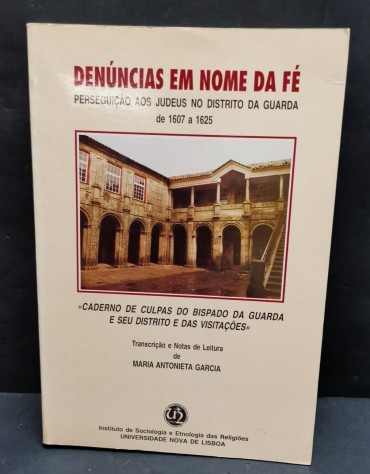 DENÚNCIAS EM NOME DA FÉ
PERSEGUIÇÃO AOS JUDEUS NO DISTRITO DA GUARDA
de 1607 a 1625
«CADERNO DE CULPAS DO BISPADO DA GUARDA
E SEU DISTRITO E DAS VISITAÇÕES»
Transcrição e Notas de Leitura
de
MARIA ANTONIETA GARCIA
Instituto de Sociologia e Etnologia das Religiões
UNIVERSIDADE NOVA DE LISBOA